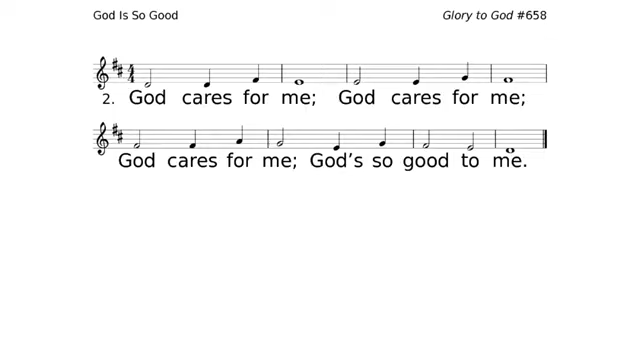 God Is So Good
Glory to God #658
2. God cares for me; God cares for me;
God cares for me; God’s so good to me.